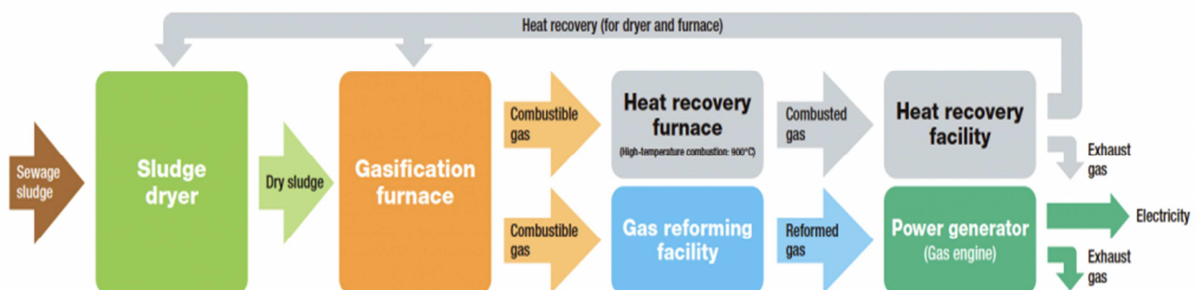 Heat recovery (for dryer and furnace)
Sewage
sludge
Sludge
dryer
Dry sludge
Gasification
furnace
Combustible
gas
Heat recovery
furnace
(High-temperature combustion: 900°C)
Combusted
gas
Heat recovery
facility
Exhaust
gas
Combustible
gas
Gas reforming
facility
Reformed
gas
Power generator
(Gas engine)
Electricity
Exhaust
gas